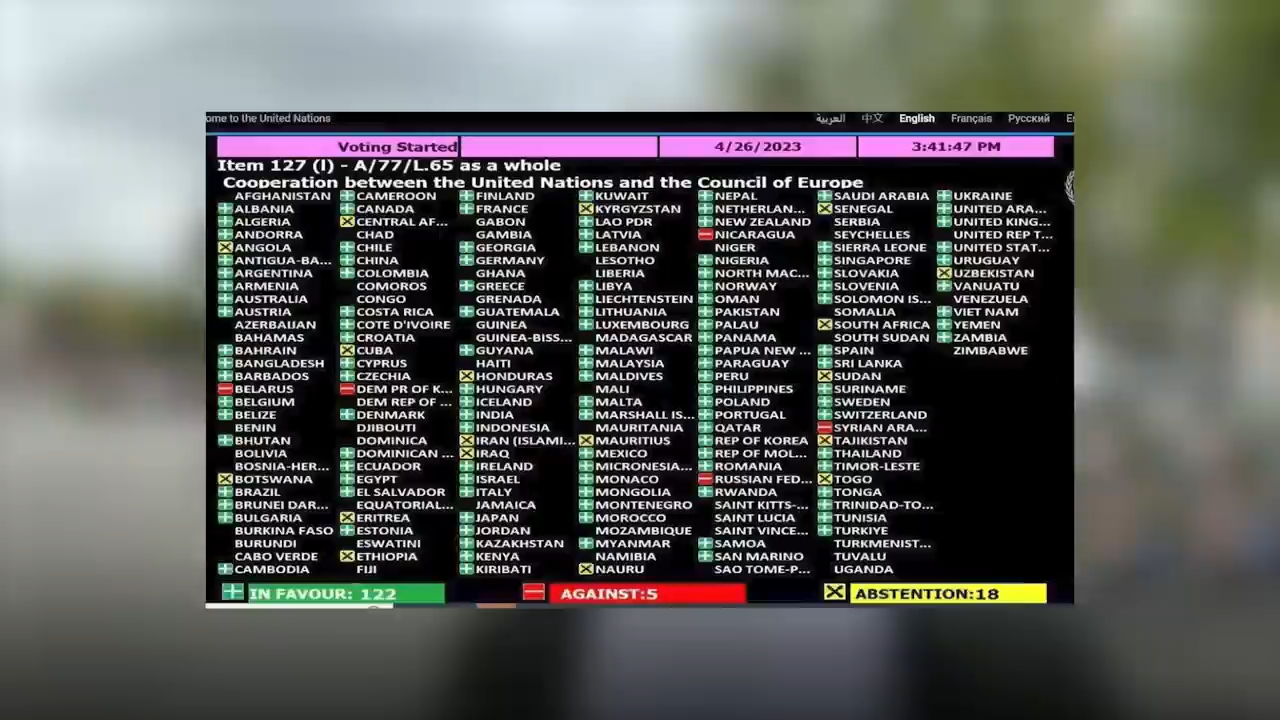 ome to the United Nations
العربية 中文 English Français Русский Es
Voting Started 4/26/2023 3:41:47 PM
Item 127 (l) - A/77/L.65 as a whole
Cooperation between the United Nations and the Council of Europe
AFGHANISTAN
ALBANIA
ALGERIA
ANDORRA
ANGOLA
ANTIGUA-BA...
ARGENTINA
ARMENIA
AUSTRALIA
AUSTRIA
AZERBAIJAN
BAHAMAS
BAHRAIN
BANGLADESH
BARBADOS
BELARUS
BELGIUM
BELIZE
BENIN
BHUTAN
BOLIVIA
BOSNIA-HER...
BOTSWANA
BRAZIL
BRUNEI DAR...
BULGARIA
BURKINA FASO
BURUNDI
CABO VERDE
CAMBODIA
CAMEROON
CANADA
CENTRAL AF...
CHAD
CHILE
CHINA
COLOMBIA
COMOROS
CONGO
COSTA RICA
COTE D'IVOIRE
CROATIA
CUBA
CYPRUS
CZECHIA
DEM PR OF K...
DEM REP OF ...
DENMARK
DJIBOUTI
DOMINICA
DOMINICAN ...
ECUADOR
EGYPT
EL SALVADOR
EQUATORIAL...
ERITREA
ESTONIA
ESWATINI
ETHIOPIA
FIJI
FINLAND
FRANCE
GABON
GAMBIA
GEORGIA
GERMANY
GHANA
GREECE
GRENADA
GUATEMALA
GUINEA
GUINEA-BISS...
GUYANA
HAITI
HONDURAS
HUNGARY
ICELAND
INDIA
INDONESIA
IRAN (ISLAMI...
IRAQ
IRELAND
ISRAEL
ITALY
JAMAICA
JAPAN
JORDAN
KAZAKHSTAN
KENYA
KIRIBATI
KUWAIT
KYRGYZSTAN
LAO PDR
LATVIA
LEBANON
LESOTHO
LIBERIA
LIBYA
LIECHTENSTEIN
LITHUANIA
LUXEMBOURG
MADAGASCAR
MALAWI
MALAYSIA
MALDIVES
MALI
MALTA
MARSHALL IS...
MAURITANIA
MAURITIUS
MEXICO
MICRONESIA...
MONACO
MONGOLIA
MONTENEGRO
MOROCCO
MOZAMBIQUE
MYANMAR
NAMIBIA
NAURU
NEPAL
NETHERLAN...
NEW ZEALAND
NICARAGUA
NIGER
NIGERIA
NORTH MAC...
NORWAY
OMAN
PAKISTAN
PALAU
PANAMA
PAPUA NEW ...
PARAGUAY
PERU
PHILIPPINES
POLAND
PORTUGAL
QATAR
REP OF KOREA
REP OF MOL...
ROMANIA
RUSSIAN FED...
RWANDA
SAINT KITTS-...
SAINT LUCIA
SAINT VINCE...
SAMOA
SAN MARINO
SAO TOME-P...
SAUDI ARABIA
SENEGAL
SERBIA
SEYCHELLES
SIERRA LEONE
SINGAPORE
SLOVAKIA
SLOVENIA
SOLOMON IS...
SOMALIA
SOUTH AFRICA
SOUTH SUDAN
SPAIN
SRI LANKA
SUDAN
SURINAME
SWEDEN
SWITZERLAND
SYRIAN ARA...
TAJIKISTAN
THAILAND
TIMOR-LESTE
TOGO
TONGA
TRINIDAD-TO...
TUNISIA
TURKIYE
TURKMENIST...
TUVALU
UGANDA
UKRAINE
UNITED ARA...
UNITED KING...
UNITED REP T...
UNITED STAT...
URUGUAY
UZBEKISTAN
VANUATU
VENEZUELA
VIET NAM
YEMEN
ZAMBIA
ZIMBABWE
IN FAVOUR: 122 AGAINST:5 ABSTENTION:18